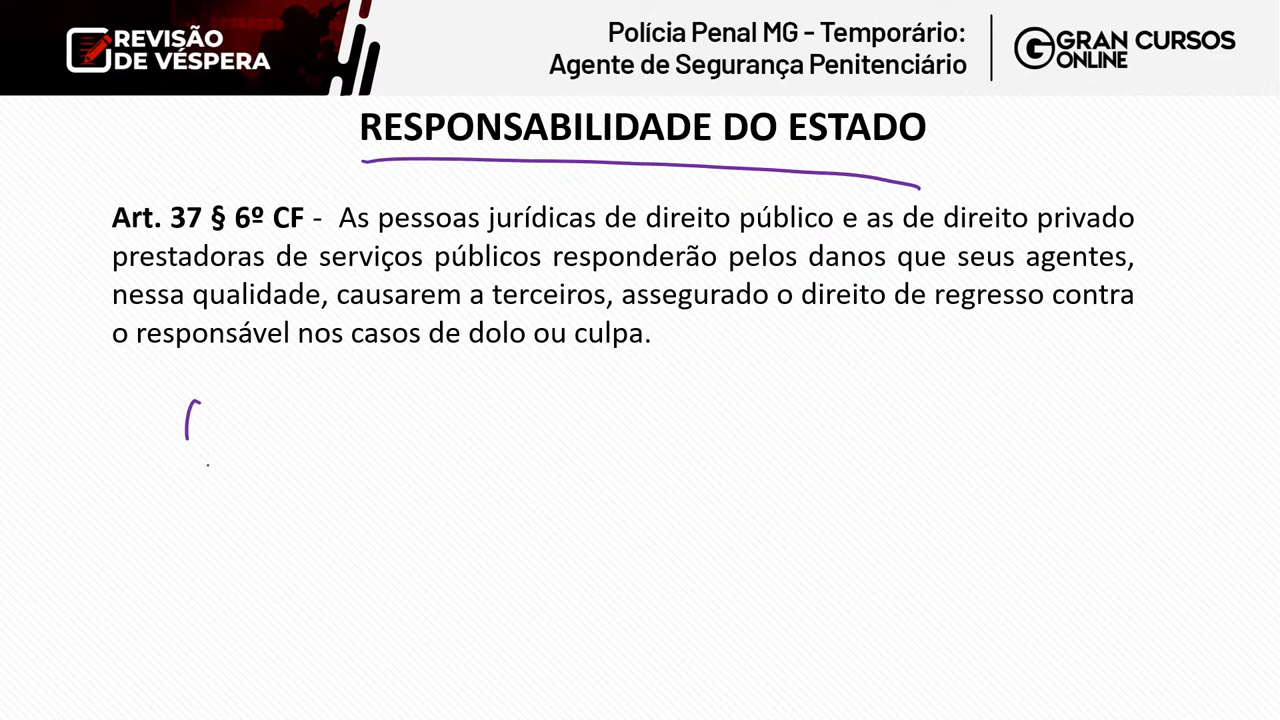 REVISÃO
DE VÉSPERA
Polícia Penal MG - Temporário:
Agente de Segurança Penitenciário
GRAN CURSOS
ONLINE
RESPONSABILIDADE DO ESTADO
Art. 37 § 6º CF - As pessoas jurídicas de direito público e as de direito privado
prestadoras de serviços públicos responderão pelos danos que seus agentes,
nessa qualidade, causarem a terceiros, assegurado o direito de regresso contra
o responsável nos casos de dolo ou culpa.